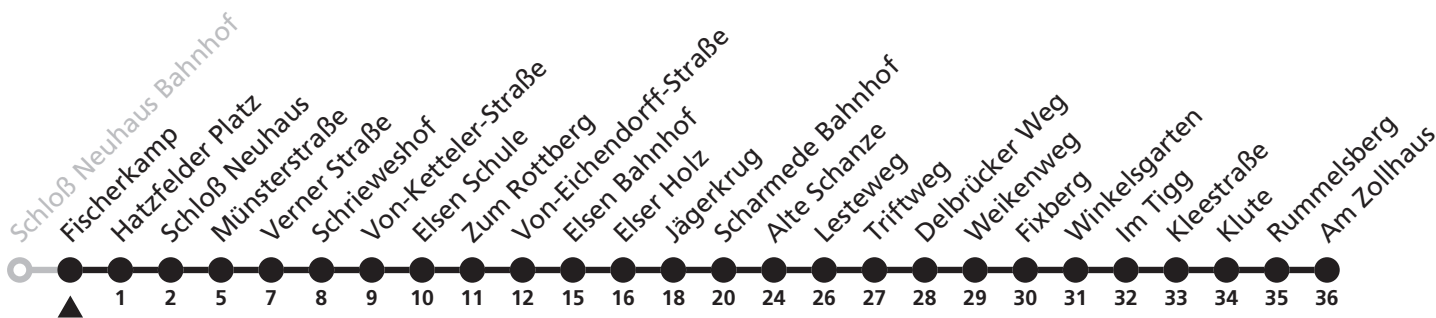 Schloß Neuhaus Bahnhof
Fischerkamp
Hatzfelder Platz
Schloß Neuhaus
Münsterstraße
Verner Straße
Schrieweshof
Von-Ketteler-Straße
Elsen Schule
Zum Rottberg
Von-Eichendorff-Straße
Elsen Bahnhof
Elser Holz
Jägerkrug
Scharmede Bahnhof
Alte Schanze
Lesteweg
Triftweg
Delbrücker Weg
Weikenweg
Fixberg
Winkelsgarten
Im Tigg
Kleestraße
Klute
Rummelsberg
Am Zollhaus
1 2 5 7 8 9 10 11 12 15 16 18 20 24 26 27 28 29 30 31 32 33 34 35 36